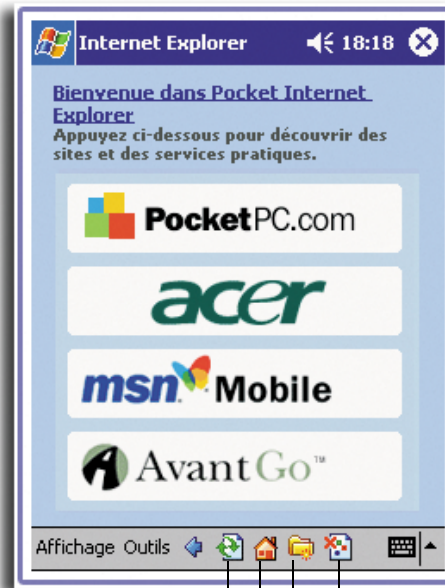 Internet Explorer 18:18
Bienvenue dans Pocket Internet
Explorer
Appuyez ci-dessous pour découvrir des
sites et des services pratiques.
PocketPC.com
acer
msn Mobile
AvantGo™
Affichage Outils